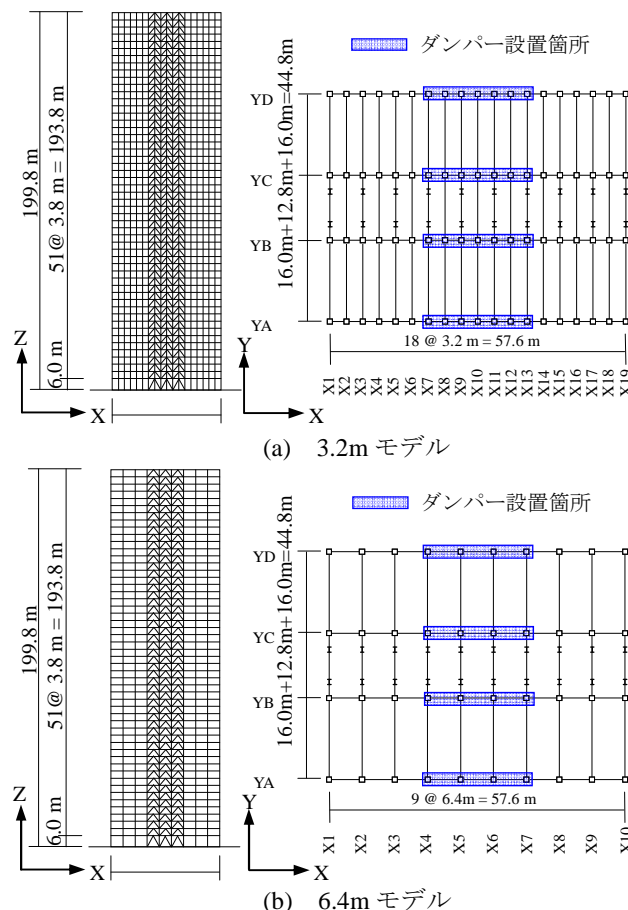 ダンパー設置箇所
199.8 m
51@ 3.8 m = 193.8 m
6.0 m
Z
X
YD
YC
YB
YA
16.0m+12.8m+16.0m=44.8m
18 @ 3.2 m = 57.6 m
Y
X
X1 X2 X3 X4 X5 X6 X7 X8 X9 X10 X11 X12 X13 X14 X15 X16 X17 X18 X19
(a) 3.2m モデル
ダンパー設置箇所
199.8 m
51@ 3.8 m = 193.8 m
6.0 m
Z
X
YD
YC
YB
YA
16.0m+12.8m+16.0m=44.8m
9 @ 6.4m = 57.6 m
Y
X
X1 X2 X3 X4 X5 X6 X7 X8 X9 X10
(b) 6.4m モデル